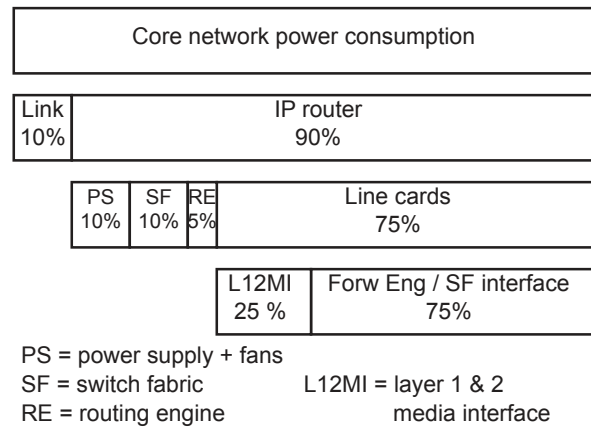 Core network power consumption
Link IP router
10% 90%
PS SF RE Line cards
10% 10% 5% 75%
L12MI Forw Eng / SF interface
25 % 75%
PS = power supply + fans
SF = switch fabric L12MI = layer 1 & 2
RE = routing engine media interface